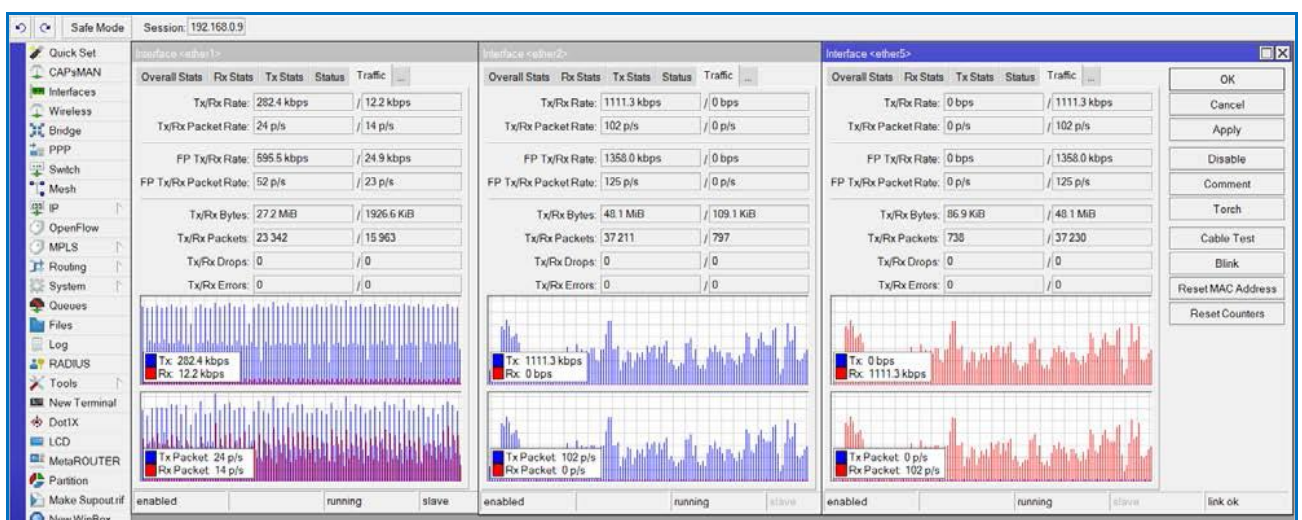 Safe Mode Session: 192.168.0.9
Quick Set
CAPsMAN
Interfaces
Wireless
Bridge
PPP
Switch
Mesh
IP
OpenFlow
MPLS
Routing
System
Queues
Files
Log
RADIUS
Tools
New Terminal
Dot1X
LCD
MetaROUTER
Partition
Make Supout.rif
New WinBox
Interface <ether1>
Overall Stats Rx Stats Tx Stats Status Traffic ...
Tx/Rx Rate: 282.4 kbps / 12.2 kbps
Tx/Rx Packet Rate: 24 p/s / 14 p/s
FP Tx/Rx Rate: 595.5 kbps / 24.9 kbps
FP Tx/Rx Packet Rate: 52 p/s / 23 p/s
Tx/Rx Bytes: 27.2 MiB / 1926.6 KiB
Tx/Rx Packets: 23 342 / 15 963
Tx/Rx Drops: 0 / 0
Tx/Rx Errors: 0 / 0
Tx: 282.4 kbps
Rx: 12.2 kbps
Tx Packet: 24 p/s
Rx Packet: 14 p/s
enabled running slave
Interface <ether2>
Overall Stats Rx Stats Tx Stats Status Traffic ...
Tx/Rx Rate: 1111.3 kbps / 0 bps
Tx/Rx Packet Rate: 102 p/s / 0 p/s
FP Tx/Rx Rate: 1358.0 kbps / 0 bps
FP Tx/Rx Packet Rate: 125 p/s / 0 p/s
Tx/Rx Bytes: 48.1 MiB / 109.1 KiB
Tx/Rx Packets: 37 211 / 797
Tx/Rx Drops: 0 / 0
Tx/Rx Errors: 0 / 0
Tx: 1111.3 kbps
Rx: 0 bps
Tx Packet: 102 p/s
Rx Packet: 0 p/s
enabled running slave
Interface <ether5>
Overall Stats Rx Stats Tx Stats Status Traffic ...
Tx/Rx Rate: 0 bps / 1111.3 kbps
Tx/Rx Packet Rate: 0 p/s / 102 p/s
FP Tx/Rx Rate: 0 bps / 1358.0 kbps
FP Tx/Rx Packet Rate: 0 p/s / 125 p/s
Tx/Rx Bytes: 86.9 KiB / 48.1 MiB
Tx/Rx Packets: 738 / 37 230
Tx/Rx Drops: 0 / 0
Tx/Rx Errors: 0 / 0
Tx: 0 bps
Rx: 1111.3 kbps
Tx Packet: 0 p/s
Rx Packet: 102 p/s
enabled running slave link ok
OK
Cancel
Apply
Disable
Comment
Torch
Cable Test
Blink
Reset MAC Address
Reset Counters